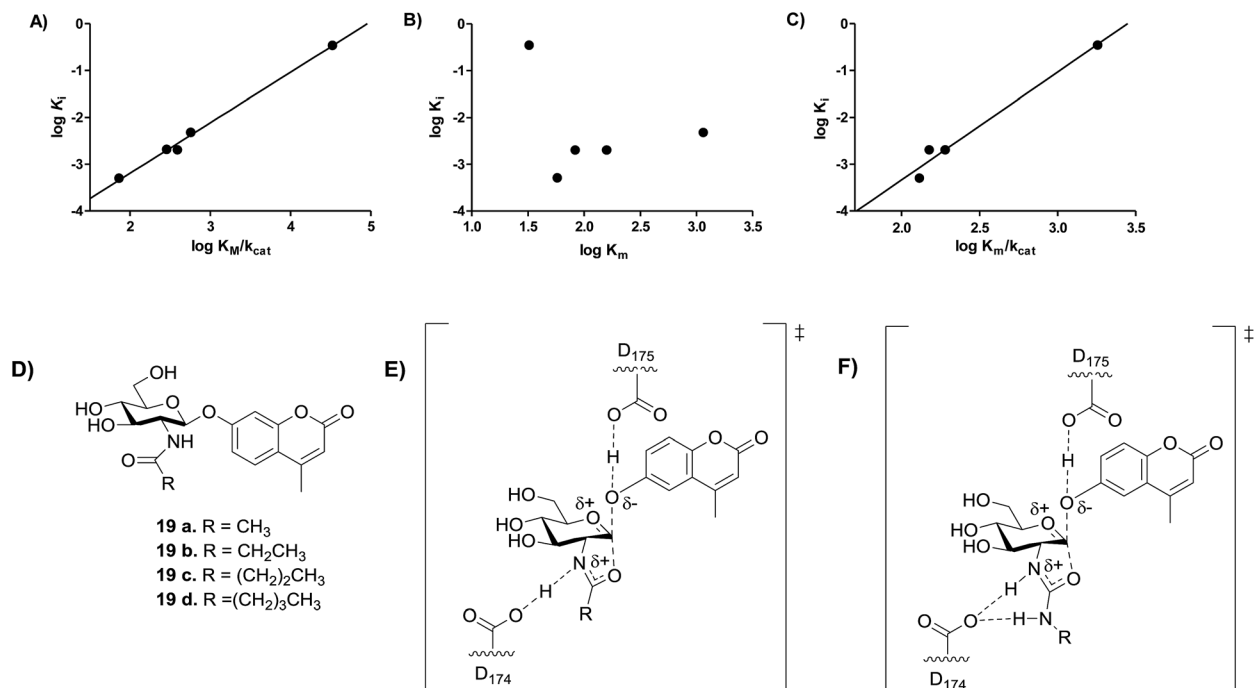 A)
0
-1
-2
-3
-4
log Ki
2
3
4
5
log KM/kcat
B)
0
-1
-2
-3
-4
log Ki
1.0
1.5
2.0
2.5
3.0
3.5
log Km
C)
0
-1
-2
-3
-4
log Ki
2.0
2.5
3.0
3.5
log Km/kcat
D)
OH
HO
O
O
O
O
HO
NH
O
R
19 a. R = CH3
19 b. R = CH2CH3
19 c. R = (CH2)2CH3
19 d. R =(CH2)3CH3
E)
‡
D175
O
O
H
O
O
HO
δ+
O
δ-
O
HO
HO
N
δ+
O
H
R
O
O
D174
F)
‡
D175
O
O
H
O
O
HO
δ+
O
δ-
O
HO
HO
N
δ+
O
H
O
O
H
N
R
D174